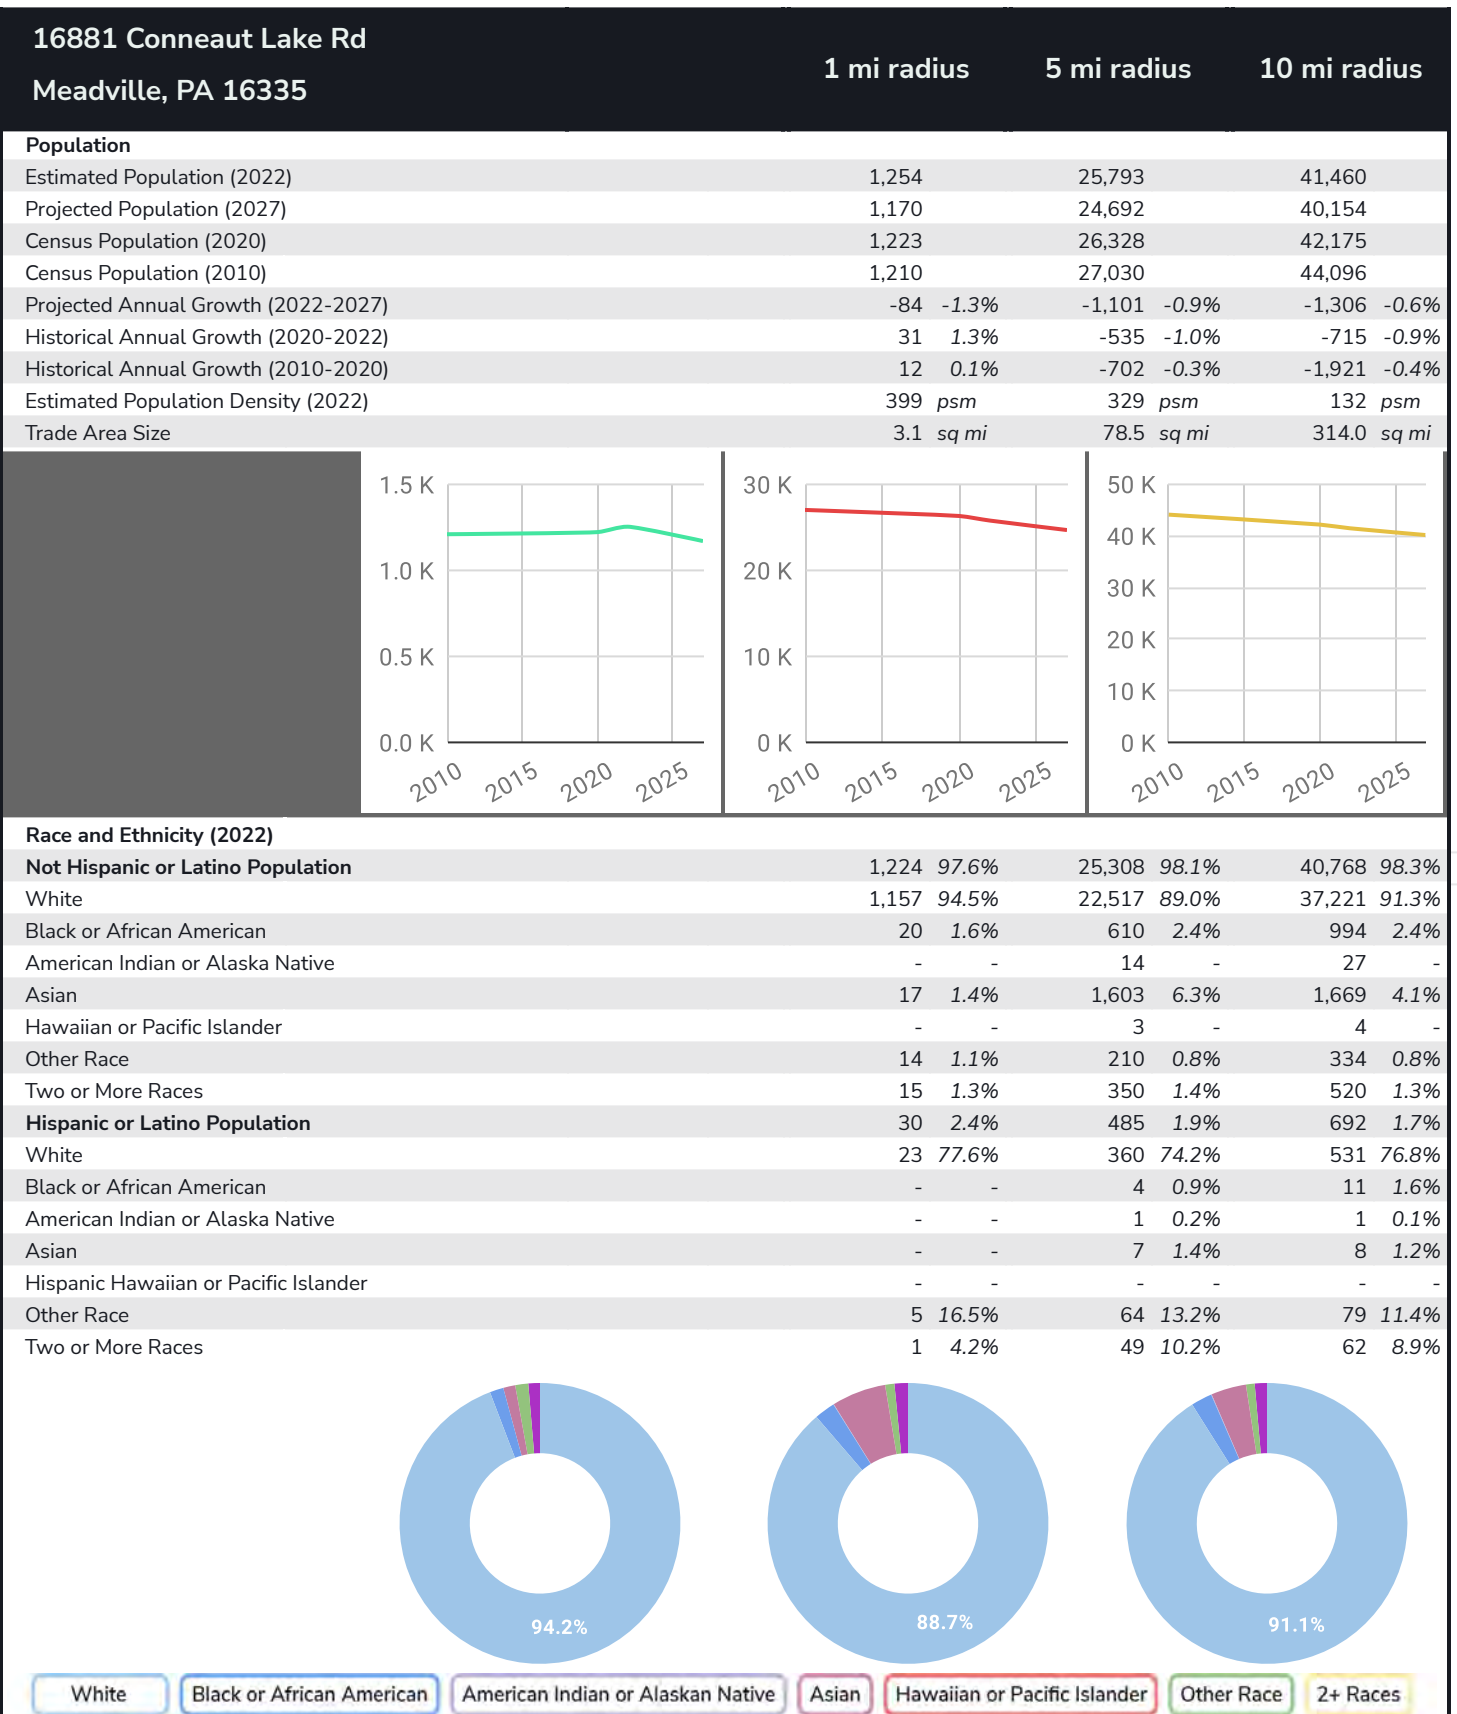 16881 Conneaut Lake Rd
Meadville, PA 16335
1 mi radius 5 mi radius 10 mi radius
Population
Estimated Population (2022) 1,254 25,793 41,460
Projected Population (2027) 1,170 24,692 40,154
Census Population (2020) 1,223 26,328 42,175
Census Population (2010) 1,210 27,030 44,096
Projected Annual Growth (2022-2027) -84 -1.3% -1,101 -0.9% -1,306 -0.6%
Historical Annual Growth (2020-2022) 31 1.3% -535 -1.0% -715 -0.9%
Historical Annual Growth (2010-2020) 12 0.1% -702 -0.3% -1,921 -0.4%
Estimated Population Density (2022) 399 psm 329 psm 132 psm
Trade Area Size 3.1 sq mi 78.5 sq mi 314.0 sq mi
1.5 K
1.0 K
0.5 K
0.0 K
2010 2015 2020 2025
30 K
20 K
10 K
0 K
2010 2015 2020 2025
50 K
40 K
30 K
20 K
10 K
0 K
2010 2015 2020 2025
Race and Ethnicity (2022)
Not Hispanic or Latino Population 1,224 97.6% 25,308 98.1% 40,768 98.3%
White 1,157 94.5% 22,517 89.0% 37,221 91.3%
Black or African American 20 1.6% 610 2.4% 994 2.4%
American Indian or Alaska Native - - 14 - 27 -
Asian 17 1.4% 1,603 6.3% 1,669 4.1%
Hawaiian or Pacific Islander - - 3 - 4 -
Other Race 14 1.1% 210 0.8% 334 0.8%
Two or More Races 15 1.3% 350 1.4% 520 1.3%
Hispanic or Latino Population 30 2.4% 485 1.9% 692 1.7%
White 23 77.6% 360 74.2% 531 76.8%
Black or African American - - 4 0.9% 11 1.6%
American Indian or Alaska Native - - 1 0.2% 1 0.1%
Asian - - 7 1.4% 8 1.2%
Hispanic Hawaiian or Pacific Islander - - - - - -
Other Race 5 16.5% 64 13.2% 79 11.4%
Two or More Races 1 4.2% 49 10.2% 62 8.9%
94.2% 88.7% 91.1%
White Black or African American American Indian or Alaskan Native Asian Hawaiian or Pacific Islander Other Race 2+ Races